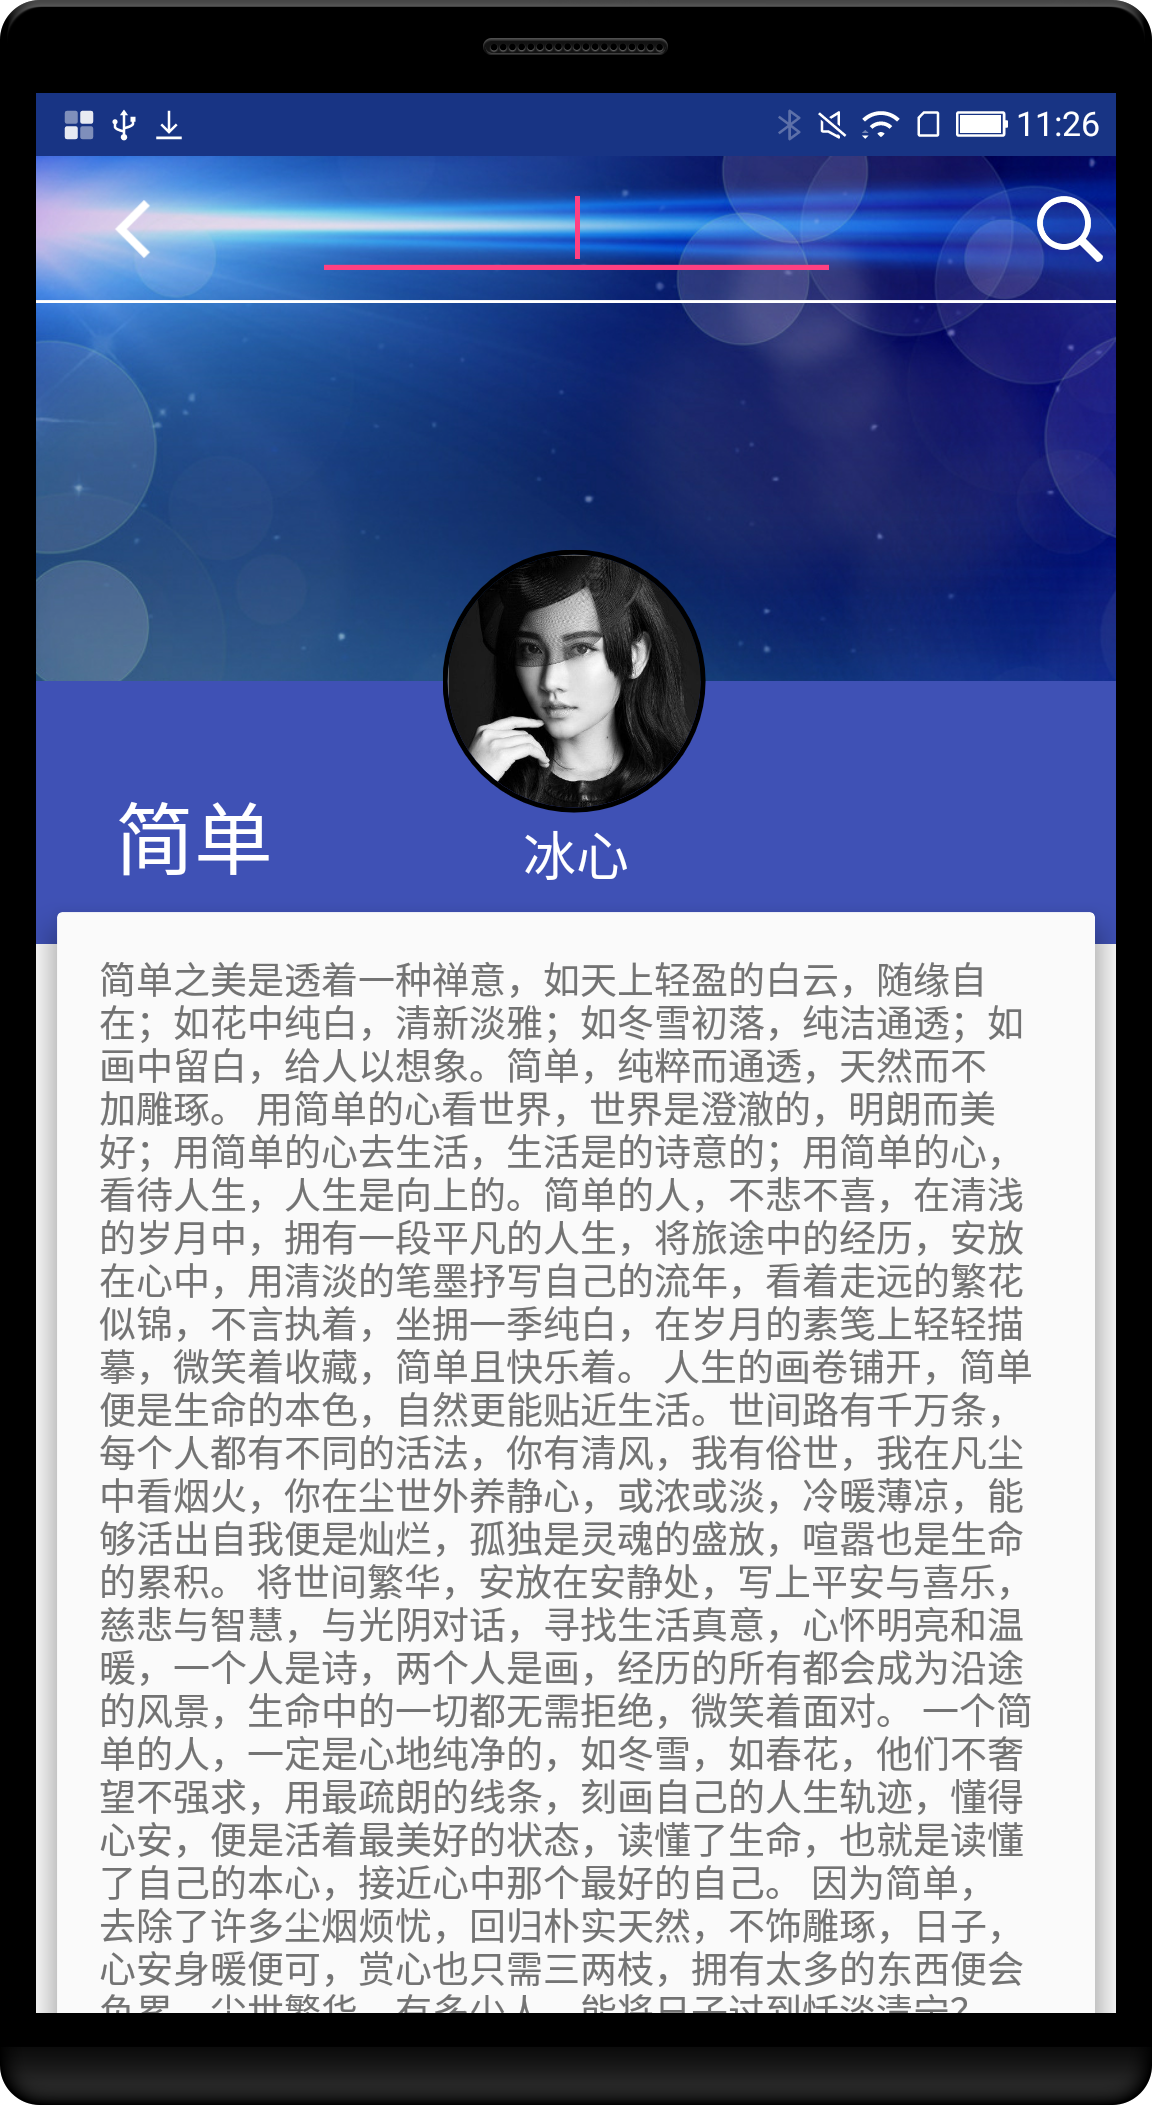 11:26
简单
冰心
简单之美是透着一种禅意，如天上轻盈的白云，随缘自
在；如花中纯白，清新淡雅；如冬雪初落，纯洁通透；如
画中留白，给人以想象。简单，纯粹而通透，天然而不
加雕琢。 用简单的心看世界，世界是澄澈的，明朗而美
好；用简单的心去生活，生活是的诗意的；用简单的心，
看待人生，人生是向上的。简单的人，不悲不喜，在清浅
的岁月中，拥有一段平凡的人生，将旅途中的经历，安放
在心中，用清淡的笔墨抒写自己的流年，看着走远的繁花
似锦，不言执着，坐拥一季纯白，在岁月的素笺上轻轻描
摹，微笑着收藏，简单且快乐着。 人生的画卷铺开，简单
便是生命的本色，自然更能贴近生活。世间路有千万条，
每个人都有不同的活法，你有清风，我有俗世，我在凡尘
中看烟火，你在尘世外养静心，或浓或淡，冷暖薄凉，能
够活出自我便是灿烂，孤独是灵魂的盛放，喧嚣也是生命
的累积。 将世间繁华，安放在安静处，写上平安与喜乐，
慈悲与智慧，与光阴对话，寻找生活真意，心怀明亮和温
暖，一个人是诗，两个人是画，经历的所有都会成为沿途
的风景，生命中的一切都无需拒绝，微笑着面对。 一个简
单的人，一定是心地纯净的，如冬雪，如春花，他们不奢
望不强求，用最疏朗的线条，刻画自己的人生轨迹，懂得
心安，便是活着最美好的状态，读懂了生命，也就是读懂
了自己的本心，接近心中那个最好的自己。 因为简单，
去除了许多尘烟烦忧，回归朴实天然，不饰雕琢，日子，
心安身暖便可，赏心也只需三两枝，拥有太多的东西便会
负累，尘世繁华，有多少人，能将日子过到恬淡清宁？